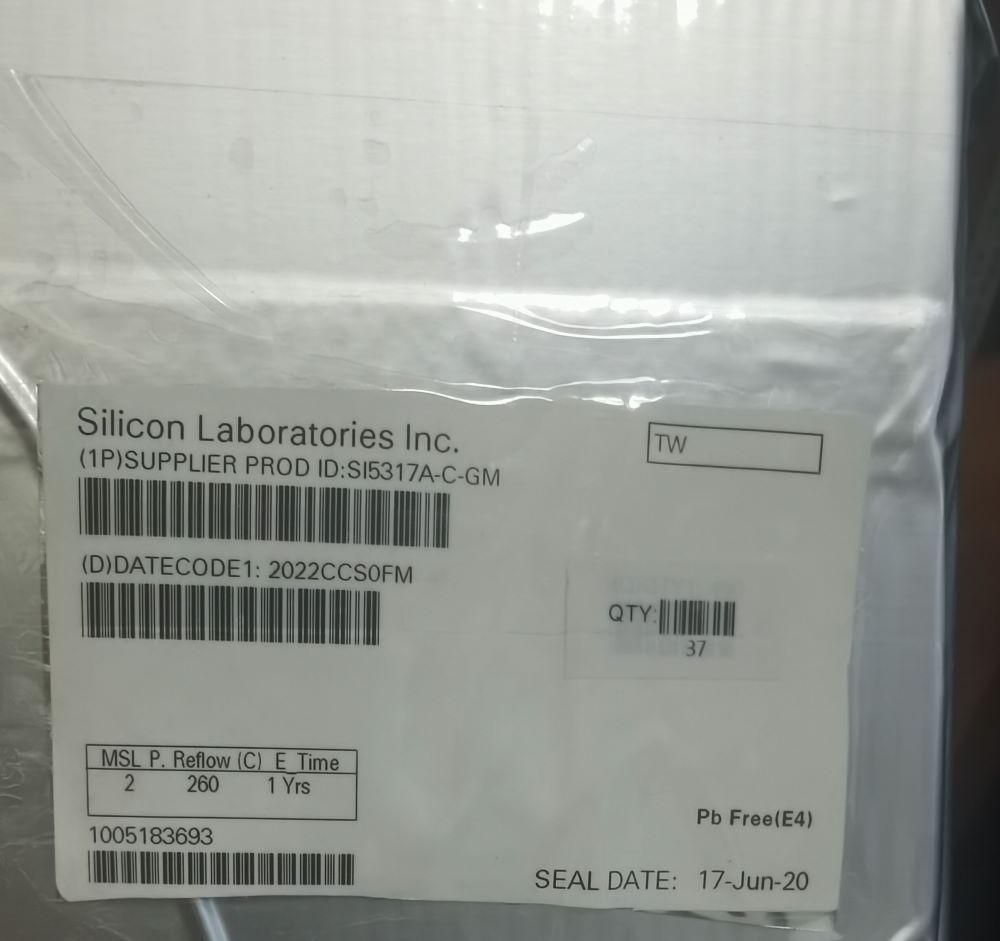 Silicon Laboratories Inc.
TW
(1P)SUPPLIER PROD ID:SI5317A-C-GM
(D)DATECODE1: 2022CCS0FM
QTY:
37
MSL P. Reflow (C) E_Time
2 260 1 Yrs
Pb Free(E4)
1005183693
SEAL DATE: 17-Jun-20